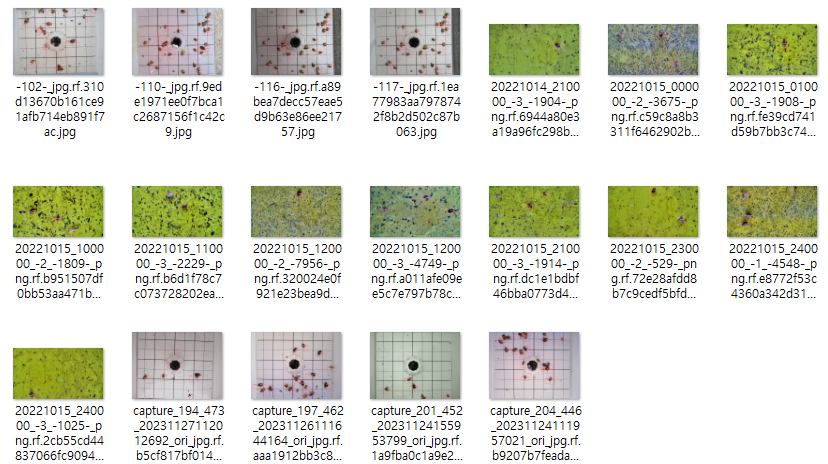 -102-_jpg.rf.310
d13670b161ce9
1afb714eb891f7
ac.jpg
-110-_jpg.rf.9ed
e1971ee0f7bca1
c2687156f1c42c
9.jpg
-116-_jpg.rf.a89
bea7decc57eae5
d9b63e86ee217
57.jpg
-117-_jpg.rf.1ea
77983aa797874
2f8b2d502c87b
063.jpg
20221014_2100
00_-3_-1904-_p
ng.rf.6944a80e3
a19a96fc298b...
20221015_0000
00_-2_-3675-_p
ng.rf.c59c8a8b3
311f6462902b...
20221015_0100
00_-3_-1908-_p
ng.rf.fe39cd741
d59b7bb3c74...
20221015_1000
00_-2_-1809-_p
ng.rf.b951507df
0bb53aa471b...
20221015_1100
00_-3_-2229-_p
ng.rf.b6d1f78c7
c073728202ea...
20221015_1200
00_-2_-7956-_p
ng.rf.320024e0f
921e23bea9d...
20221015_1200
00_-3_-4749-_p
ng.rf.a011afe09e
e5c7e797b78c...
20221015_2100
00_-3_-1914-_p
ng.rf.dc1e1bdbf
46bba0773d4...
20221015_2300
00_-2_-529-_pn
g.rf.72e28afdd8
b7c9cedf5bfd...
20221015_2400
00_-1_-4548-_p
ng.rf.e8772f53c
4360a342d31...
20221015_2400
00_-3_-1025-_p
ng.rf.2cb55cd44
837066fc9094...
capture_194_473
_202311271120
12692_ori_jpg.rf.
b5cf817bf014...
capture_197_462
_202311261116
44164_ori_jpg.rf.
aaa1912bb3c8...
capture_201_452
_202311241559
53799_ori_jpg.rf.
1a9fba0c1a9e2...
capture_204_446
_202311241119
57021_ori_jpg.rf.
b9207b7feada...